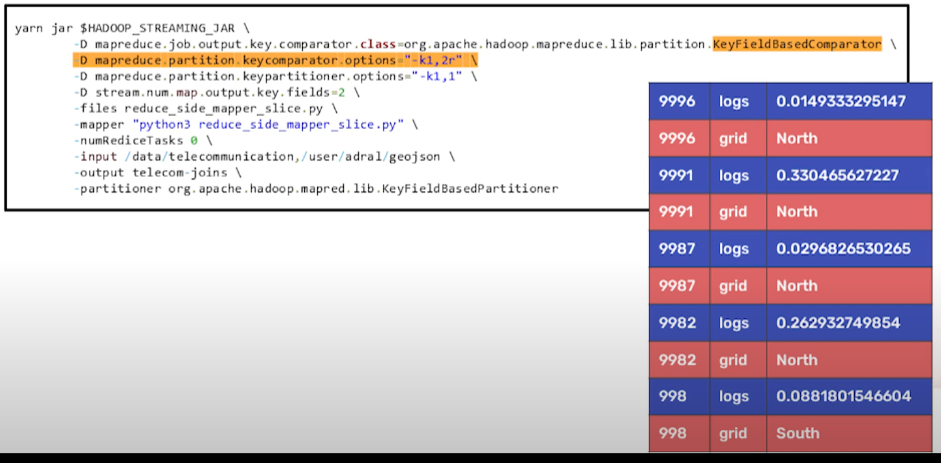 yarn jar $HADOOP_STREAMING_JAR \
-D mapreduce.job.output.key.comparator.class=org.apache.hadoop.mapreduce.lib.partition.KeyFieldBasedComparator \
-D mapreduce.partition.keycomparator.options="-k1,2r" \
-D mapreduce.partition.keypartitioner.options="-k1,1" \
-D stream.num.map.output.key.fields=2 \
-files reduce_side_mapper_slice.py \
-mapper "python3 reduce_side_mapper_slice.py" \
-numRediceTasks 0 \
-input /data/telecommunication,/user/adral/geojson \
-output telecom-joins \
-partitioner org.apache.hadoop.mapred.lib.KeyFieldBasedPartitioner
9996 logs 0.0149333295147
9996 grid North
9991 logs 0.330465627227
9991 grid North
9987 logs 0.0296826530265
9987 grid North
9982 logs 0.262932749854
9982 grid North
998 logs 0.0881801546604
998 grid South